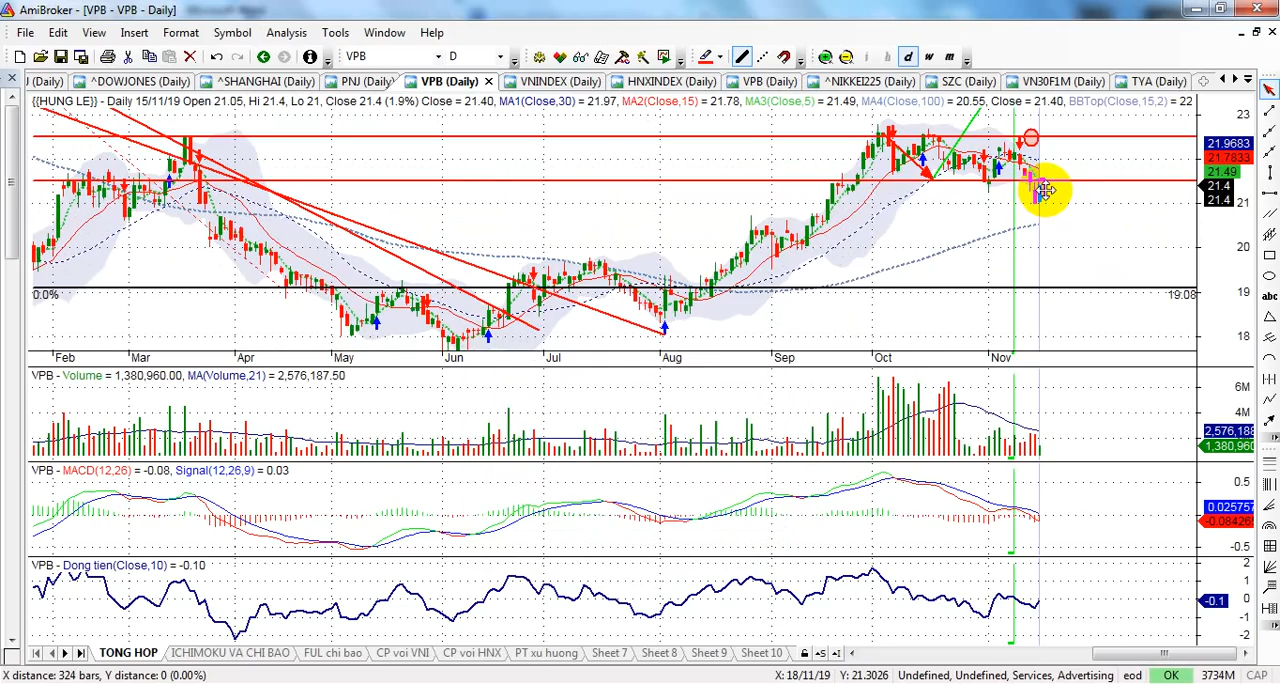 AmiBroker - [VPB - VPB - Daily]
File Edit View Insert Format Symbol Analysis Tools Window Help
VPB D i h d w m
J (Daily) ^DOWJONES (Daily) ^SHANGHAI (Daily) PNJ (Daily) VPB (Daily) VNINDEX (Daily) HNXINDEX (Daily) VPB (Daily) ^NIKKEI225 (Daily) SZC (Daily) VN30F1M (Daily) TYA (Daily)
{{HUNG LE}} - Daily 15/11/19 Open 21.05, Hi 21.4, Lo 21, Close 21.4 (1.9%) Close = 21.40, MA1(Close,30) = 21.97, MA2(Close,15) = 21.78, MA3(Close,5) = 21.49, MA4(Close,100) = 20.55, Close = 21.40, BBTop(Close,15,2) = 22
23
21.9683
21.7833
21.49
21.4
21.4
21
20
19
18
0.0%
19.08
abc
Feb Mar Apr May Jun Jul Aug Sep Oct Nov
VPB - Volume = 1,380,960.00, MA(Volume,21) = 2,576,187.50
6M
4M
2,576,188
1,380,960
VPB - MACD(12,26) = -0.08, Signal(12,26,9) = 0.03
0.5
0.025757
-0.08426
-0.5
VPB - Dong tien(Close,10) = -0.10
2
1
0
-0.1
-1
-2
TONG HOP ICHIMOKU VA CHI BAO FUL chi bao CP voi VNI CP voi HNX PT xu huong Sheet 7 Sheet 8 Sheet 9 Sheet 10
X distance: 324 bars, Y distance: 0 (0.00%) X: 18/11/19 Y: 21.3026 Undefined, Undefined, Services, Advertising eod OK 3734M CAP